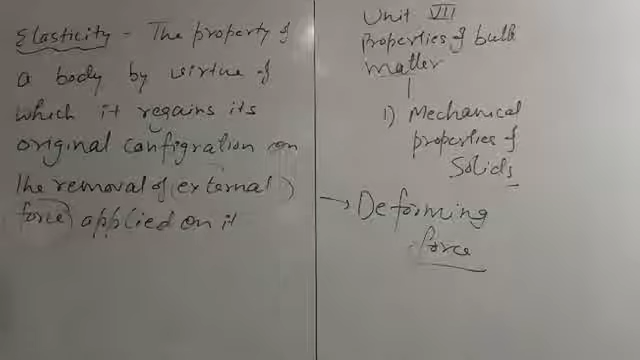 Elasticity - The property of
a body by virtue of
which it regains its
original configration on
the removal of (external)
force applied on it
Unit VII
properties of bulk
matter
1) Mechanical
properties of
Solids
→ Deforming
force